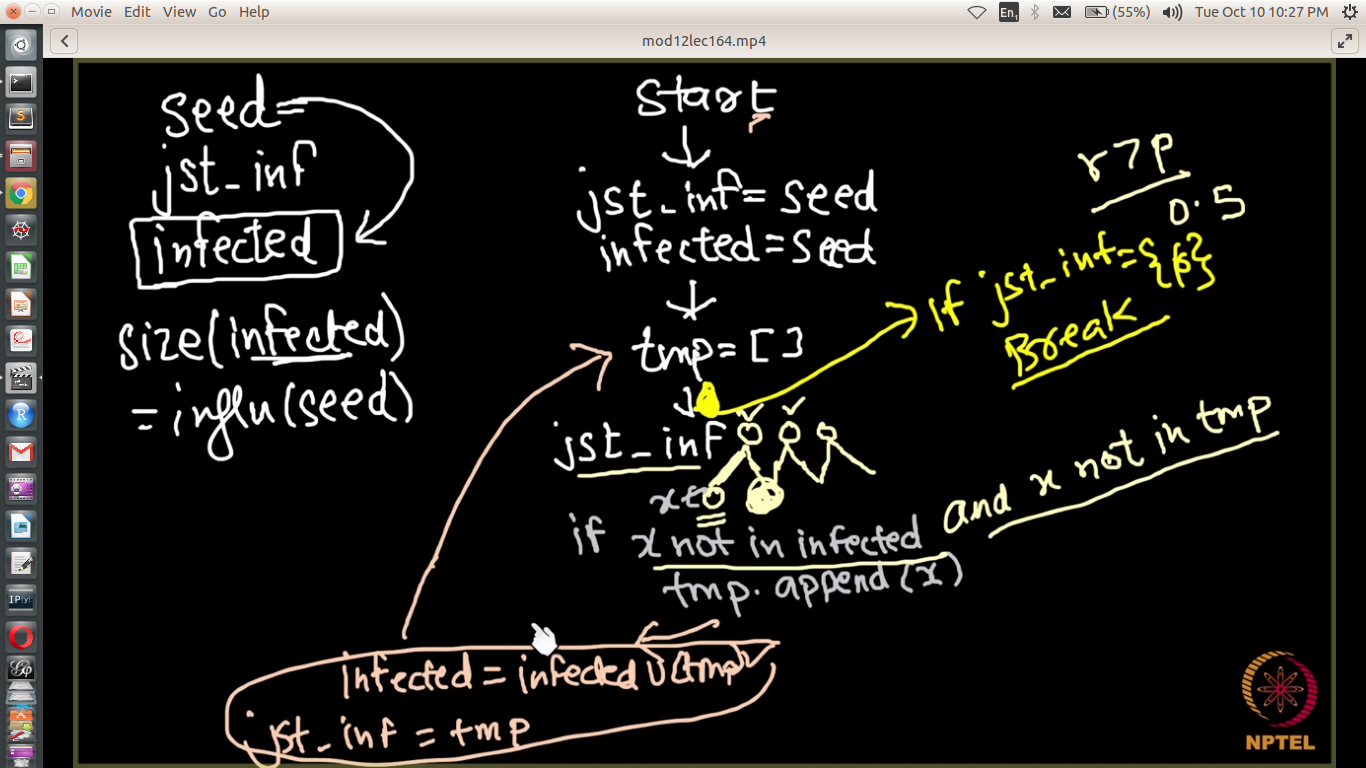 Movie Edit View Go Help
En1 (55%) Tue Oct 10 10:27 PM
mod12lec164.mp4
seed=
jst_inf
infected
size(infected)
=influ(seed)
Start
jst_inf=seed
infected=seed
tmp=[]
jst_inf
x
if x not in infected
and x not in tmp
tmp.append(x)
infected = infected U (tmp)
jst_inf = tmp
r>p
0.5
If jst_inf={ϕ}
Break
IP[y]:
NPTEL